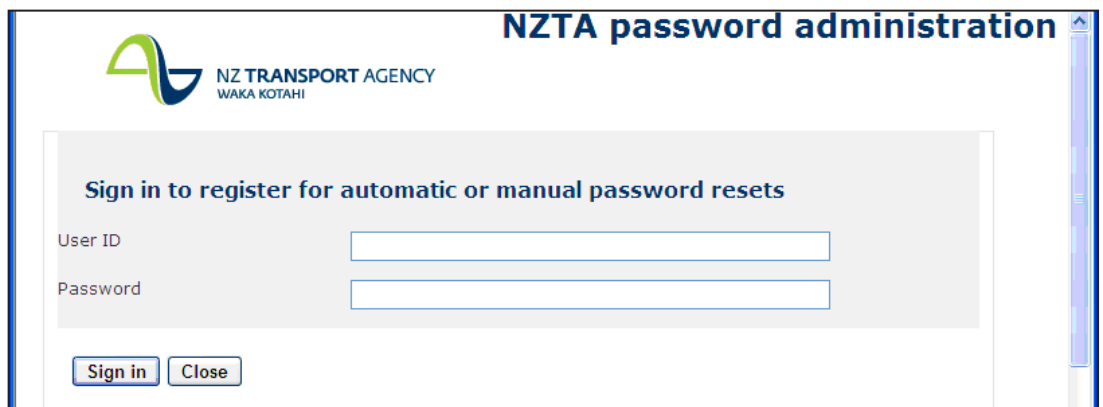 NZTA password administration
NZ TRANSPORT AGENCY
WAKA KOTAHI
Sign in to register for automatic or manual password resets
User ID
Password
Sign in Close